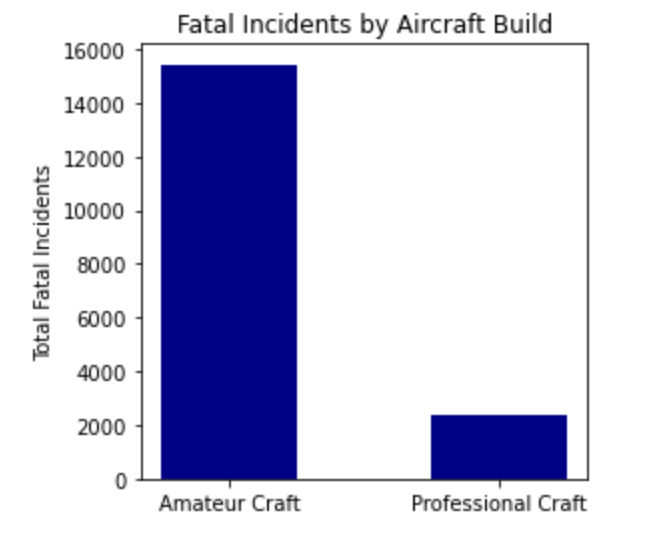 Fatal Incidents by Aircraft Build
16000
14000
12000
10000
8000
6000
4000
2000
0
Total Fatal Incidents
Amateur Craft
Professional Craft